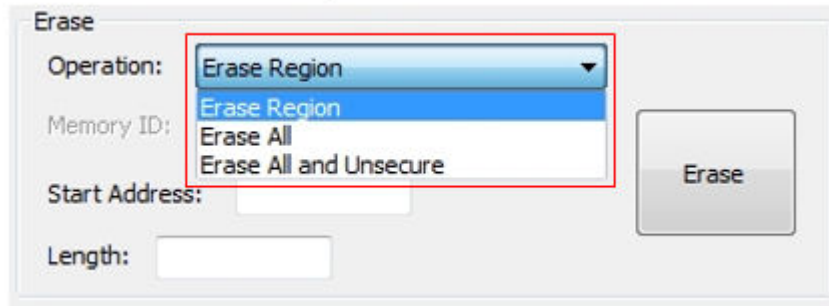 Erase
Operation: Erase Region
Erase Region
Memory ID:
Erase All
Erase All and Unsecure
Erase
Start Address:
Length: